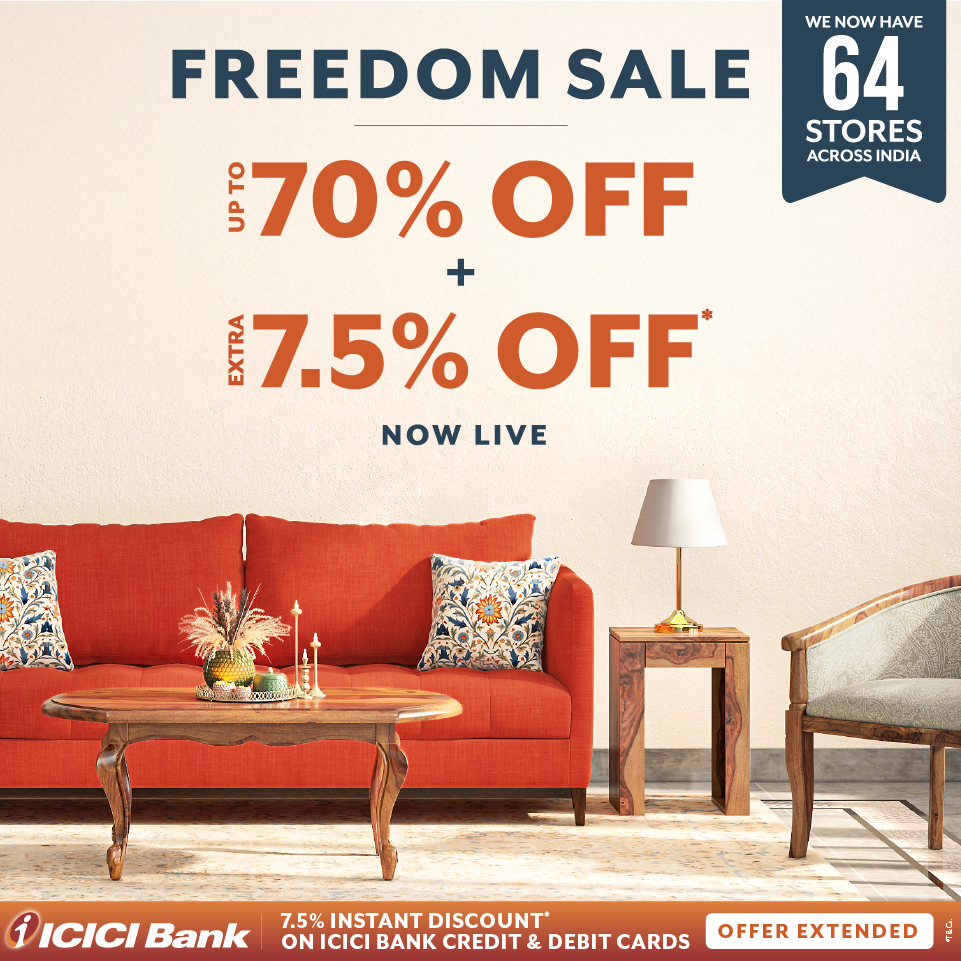 FREEDOM SALE
WE NOW HAVE
64
STORES
ACROSS INDIA
UP TO
70% OFF
+
EXTRA
7.5% OFF*
NOW LIVE
ICICI Bank
7.5% INSTANT DISCOUNT*
ON ICICI BANK CREDIT & DEBIT CARDS
OFFER EXTENDED
*T&C.